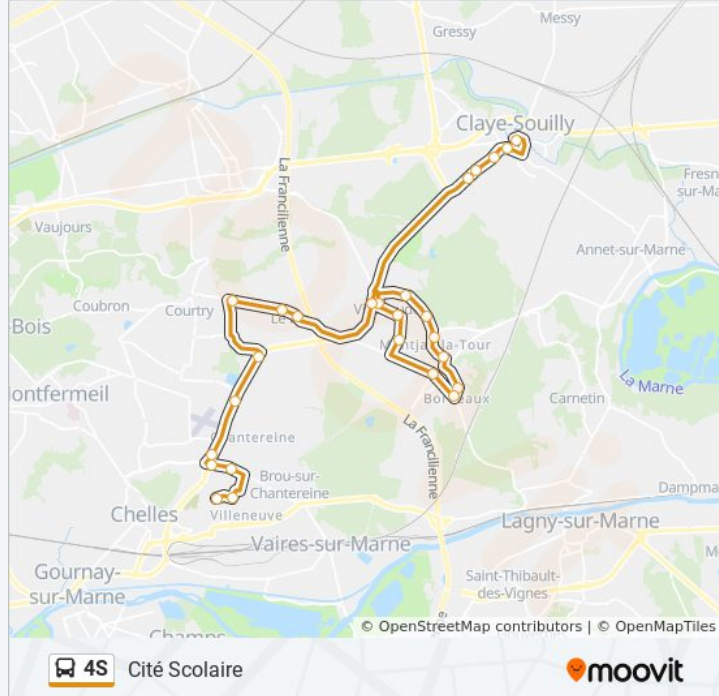 Gressy
Messy
Claye-Souilly
La Francilienne
Fresn
sur-Ma
Vaujours
Annet-sur-Marne
Coubron
Courtry
-Bois
Montjay-la-Tour
La Marne
ontfermeil
Bordeaux
Carnetin
La Francilienne
Chantereine
Brou-sur-
Chantereine
Dampma
Chelles
Villeneuve
Lagny-sur-Marne
Vaires-sur-Marne
Gournay-
sur-Marne
Saint-Thibault-
des-Vignes
Champs
© OpenStreetMap contributors | © OpenMapTiles
4S Cité Scolaire
moovit